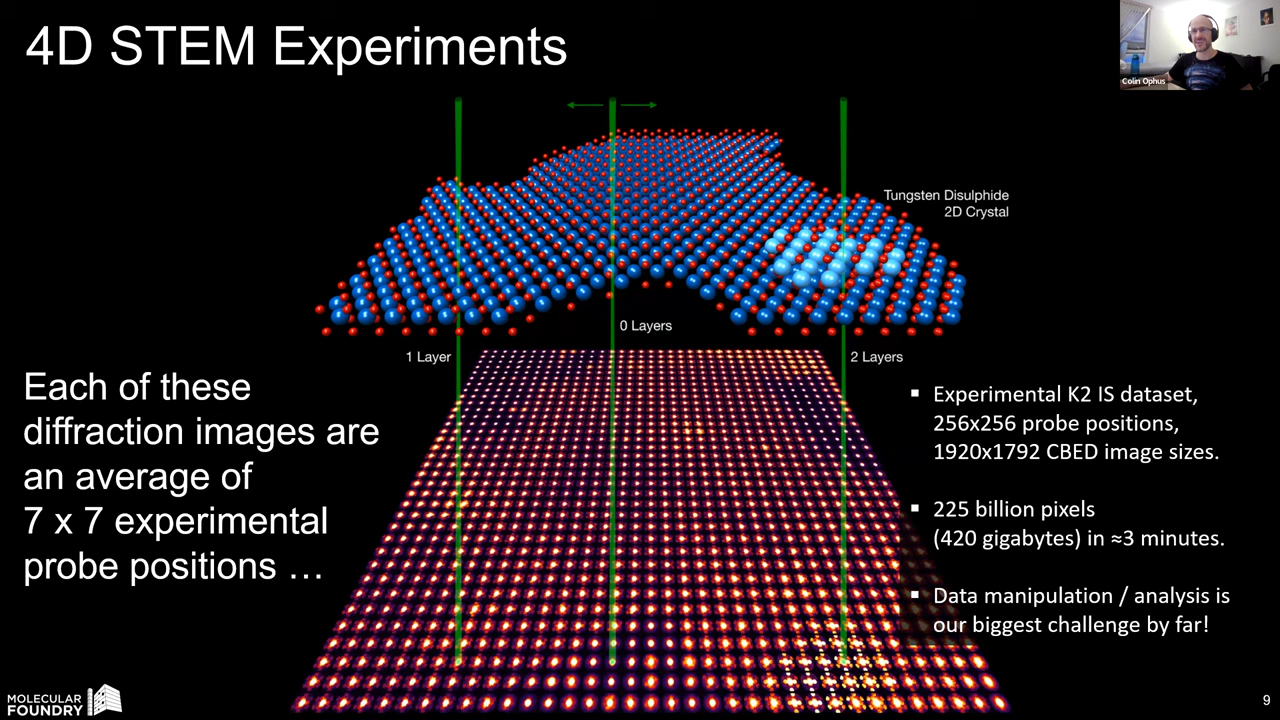 4D STEM Experiments
Colin Ophus
Tungsten Disulphide
2D Crystal
0 Layers
1 Layer
2 Layers
Each of these
diffraction images are
an average of
7 x 7 experimental
probe positions …
▪ Experimental K2 IS dataset,
256x256 probe positions,
1920x1792 CBED image sizes.
▪ 225 billion pixels
(420 gigabytes) in ≈3 minutes.
▪ Data manipulation / analysis is
our biggest challenge by far!
MOLECULAR
FOUNDRY
9